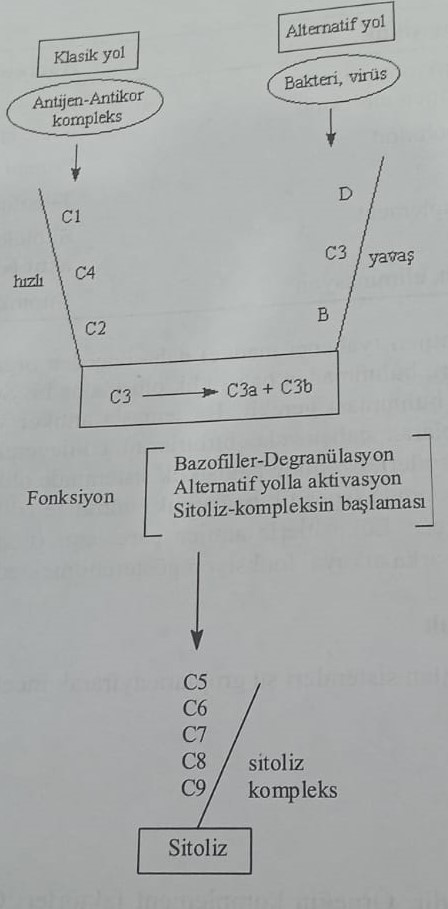 Klasik yol
Alternatif yol
Antijen-Antikor
kompleks
Bakteri, virüs
C1
D
hızlı
C4
C3
yavaş
C2
B
C3 → C3a + C3b
Fonksiyon
Bazofiller-Degranülasyon
Alternatif yolla aktivasyon
Sitoliz-kompleksin başlaması
C5
C6
C7
C8
C9
sitoliz
kompleks
Sitoliz